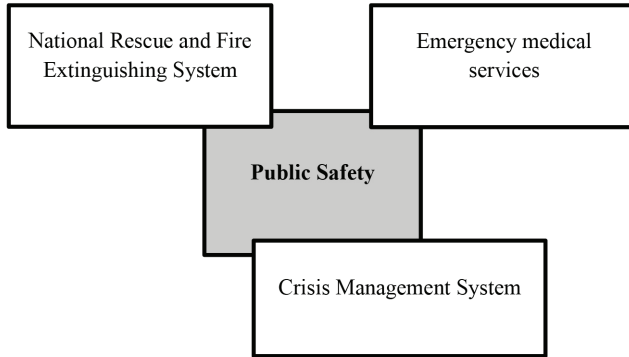 National Rescue and Fire
Extinguishing System
Emergency medical
services
Public Safety
Crisis Management System